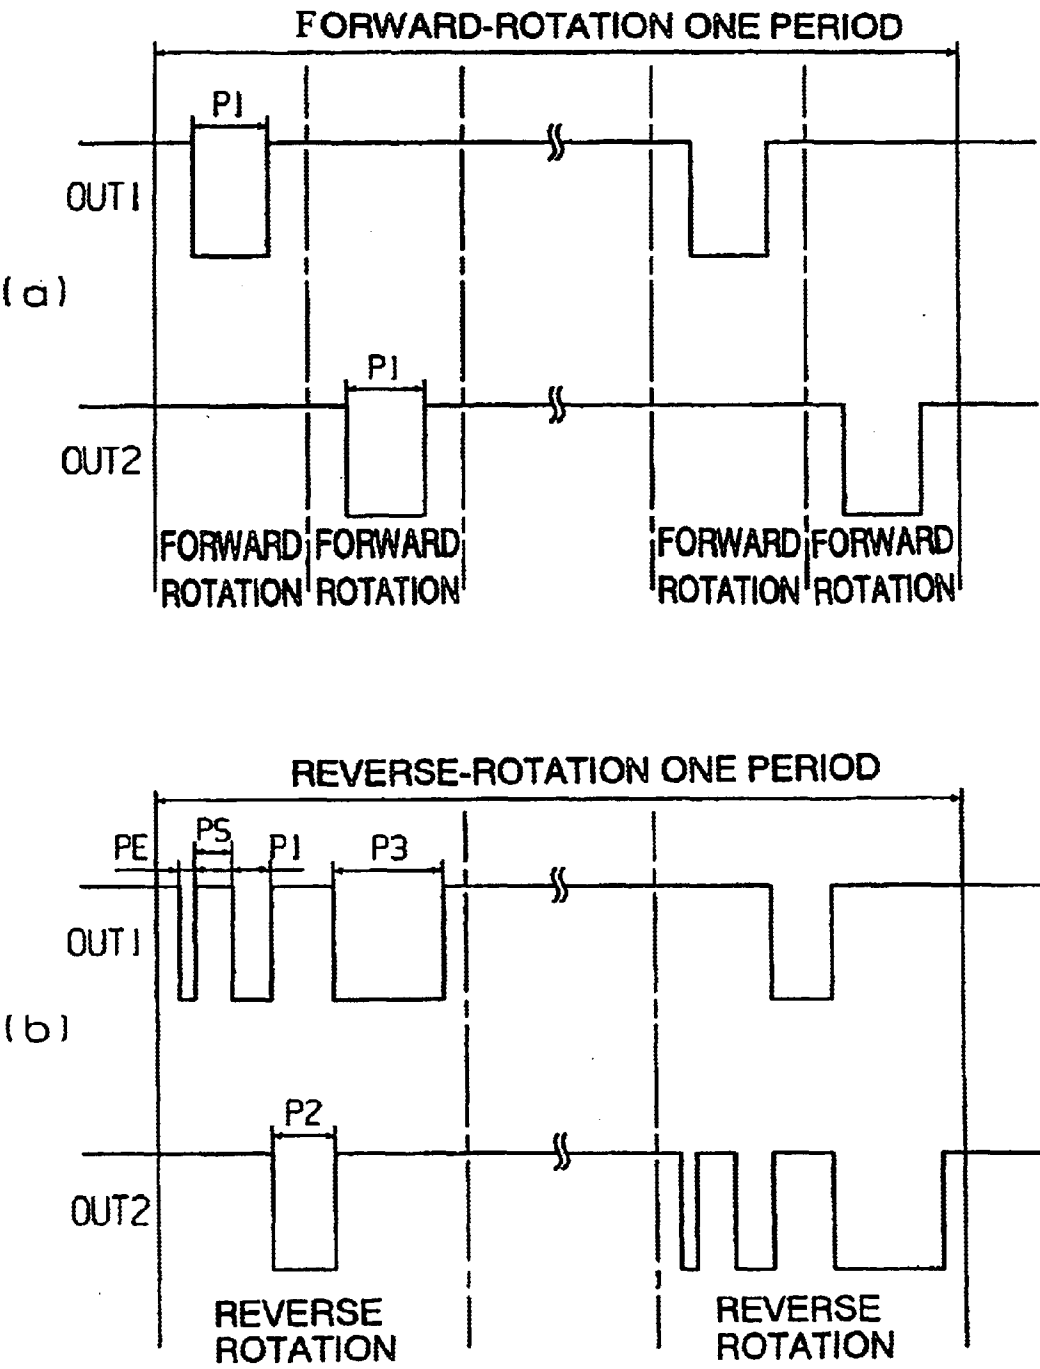 FORWARD-ROTATION ONE PERIOD
P1
OUT1
(a)
P1
OUT2
FORWARD ROTATION
FORWARD ROTATION
FORWARD ROTATION
FORWARD ROTATION
REVERSE-ROTATION ONE PERIOD
PE
PS
P1
P3
OUT1
(b)
P2
OUT2
REVERSE ROTATION
REVERSE ROTATION